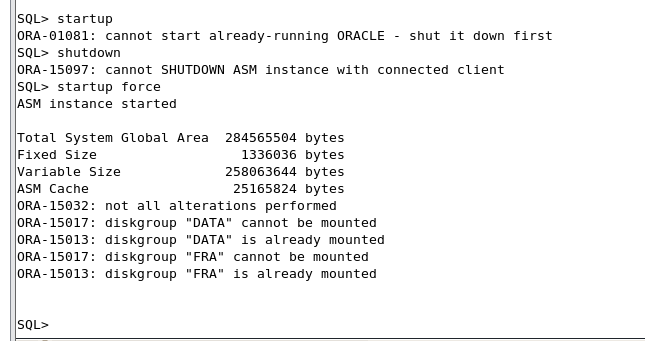 SQL> startup
ORA-01081: cannot start already-running ORACLE - shut it down first
SQL> shutdown
ORA-15097: cannot SHUTDOWN ASM instance with connected client
SQL> startup force
ASM instance started
Total System Global Area  284565504 bytes
Fixed Size                  1336036 bytes
Variable Size             258063644 bytes
ASM Cache                  25165824 bytes
ORA-15032: not all alterations performed
ORA-15017: diskgroup "DATA" cannot be mounted
ORA-15013: diskgroup "DATA" is already mounted
ORA-15017: diskgroup "FRA" cannot be mounted
ORA-15013: diskgroup "FRA" is already mounted
SQL>